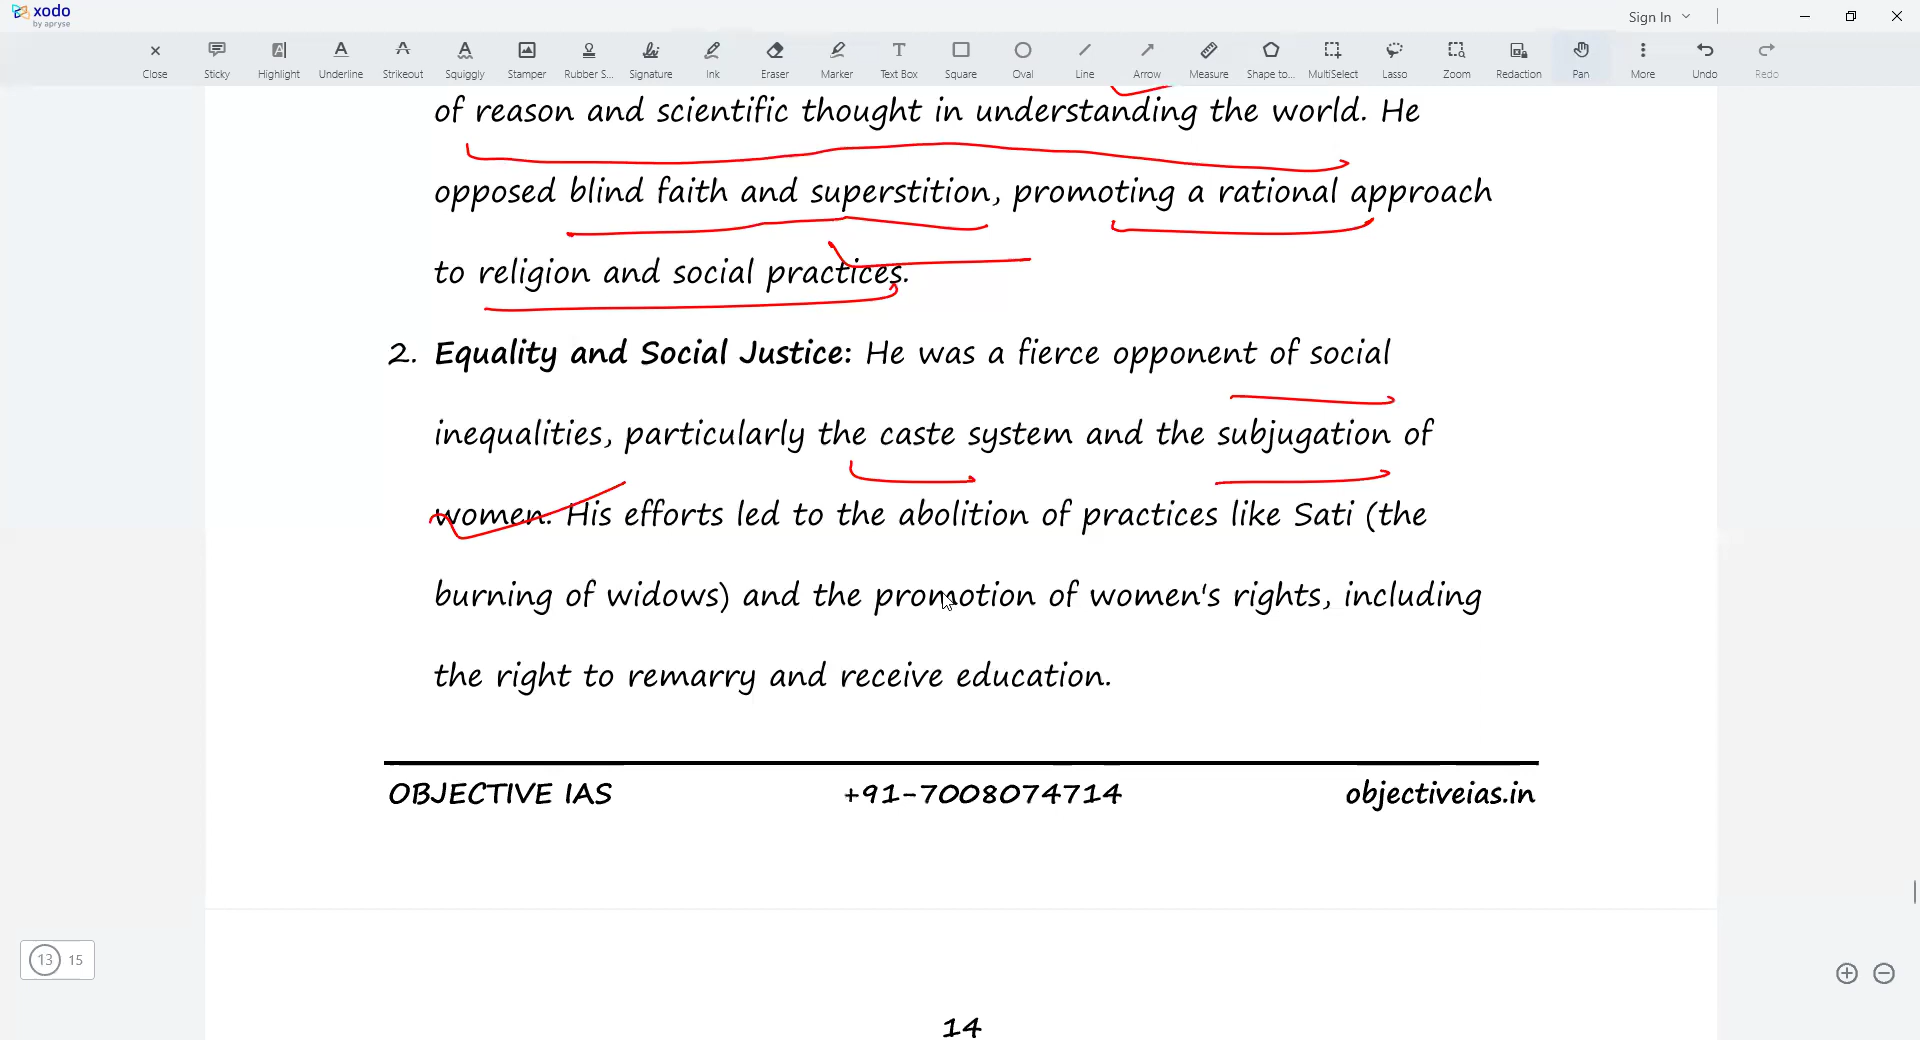 xodo
by apryse
Sign In
Close
Sticky
Highlight
Underline
Strikeout
Squiggly
Stamper
Rubber S...
Signature
Ink
Eraser
Marker
Text Box
Square
Oval
Line
Arrow
Measure
Shape to...
MultiSelect
Lasso
Zoom
Redaction
Pan
More
Undo
Redo
of reason and scientific thought in understanding the world. He
opposed blind faith and superstition, promoting a rational approach
to religion and social practices.
2. Equality and Social Justice: He was a fierce opponent of social
inequalities, particularly the caste system and the subjugation of
women. His efforts led to the abolition of practices like Sati (the
burning of widows) and the promotion of women's rights, including
the right to remarry and receive education.
OBJECTIVE IAS +91-7008074714 objectiveias.in
13 15
14